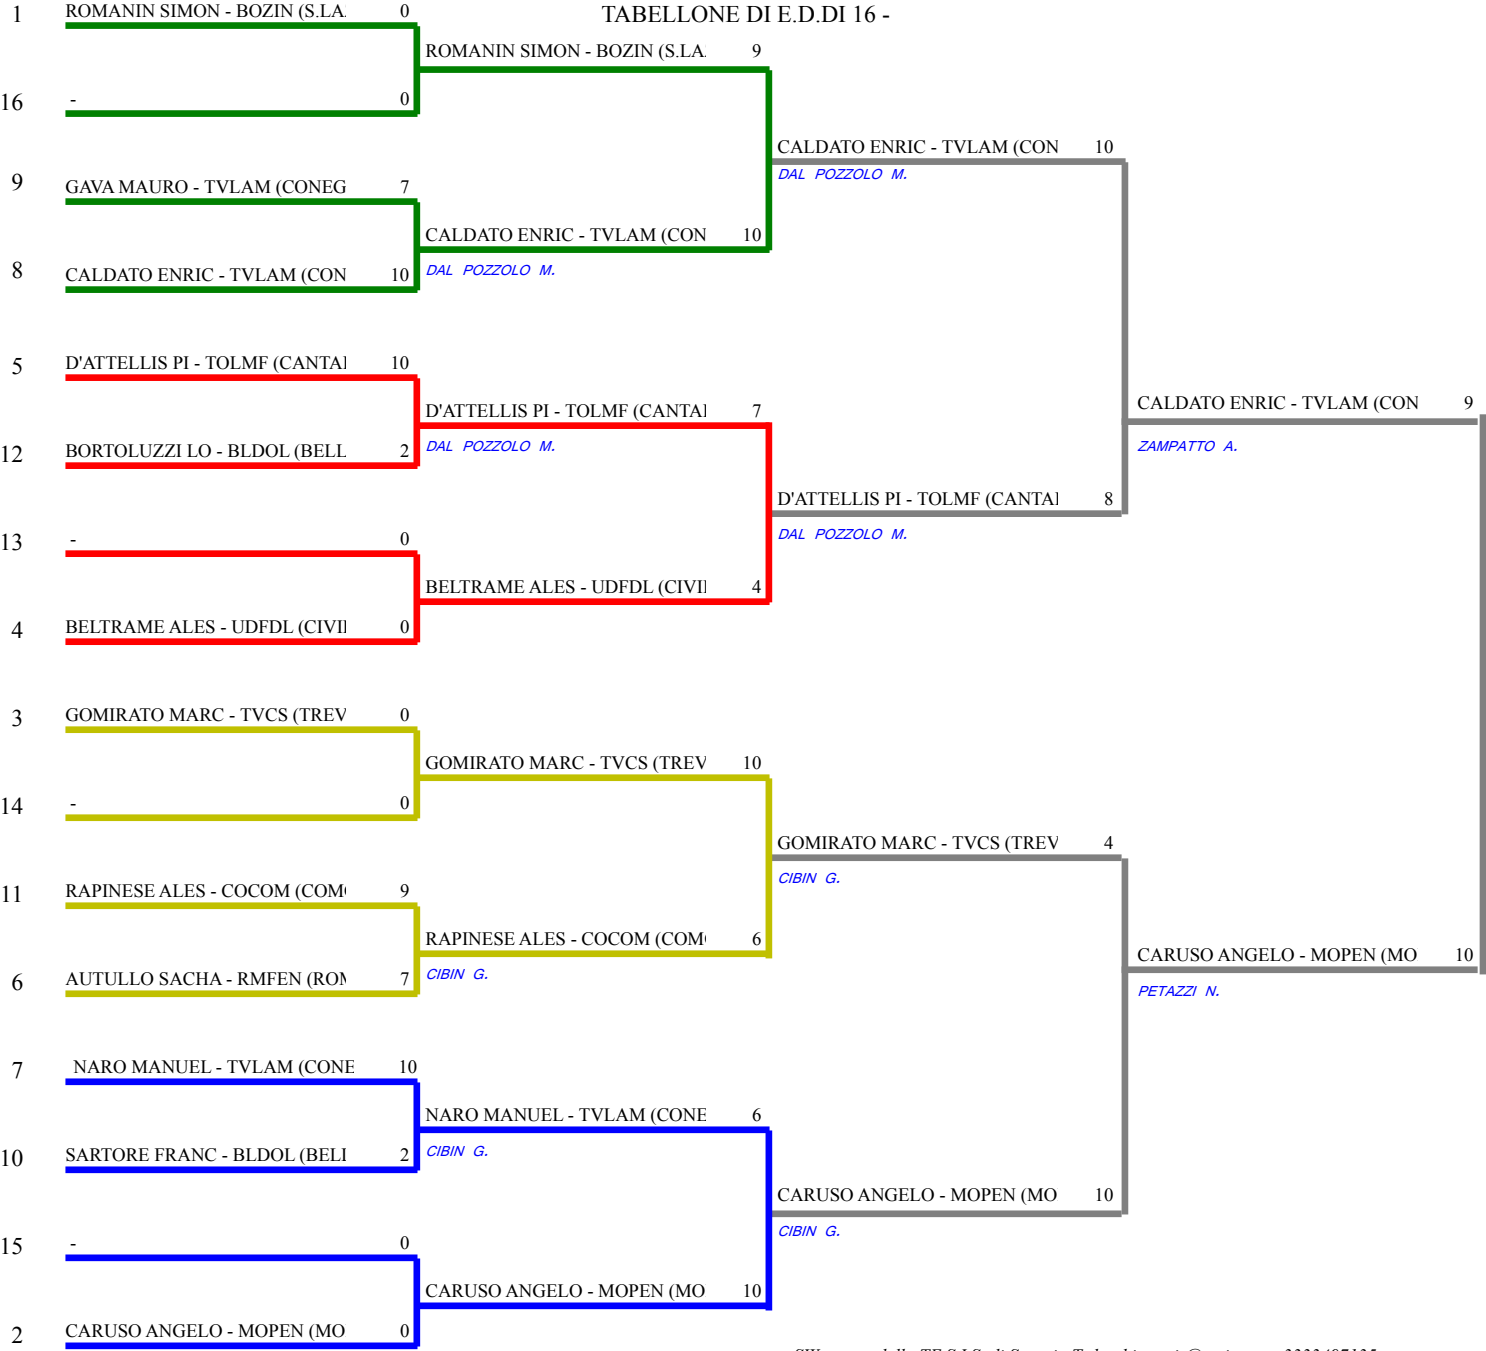 TABELLONE DI E.D.DI 16 -
1 ROMANIN SIMON - BOZIN (S.LA. 0
ROMANIN SIMON - BOZIN (S.LA. 9
16 - 0
CALDATO ENRIC - TVLAM (CON 10
DAL POZZOLO M.
9 GAVA MAURO - TVLAM (CONEG 7
CALDATO ENRIC - TVLAM (CON 10
DAL POZZOLO M.
8 CALDATO ENRIC - TVLAM (CON 10
5 D'ATTELLIS PI - TOLMF (CANTA 10
CALDATO ENRIC - TVLAM (CON 9
ZAMPATTO A.
D'ATTELLIS PI - TOLMF (CANTA 7
DAL POZZOLO M.
12 BORTOLUZZI LO - BLDOL (BELL 2
D'ATTELLIS PI - TOLMF (CANTA 8
DAL POZZOLO M.
13 - 0
BELTRAME ALES - UDFDL (CIVI 4
4 BELTRAME ALES - UDFDL (CIVI 0
3 GOMIRATO MARC - TVCS (TREV 0
GOMIRATO MARC - TVCS (TREV 10
14 - 0
GOMIRATO MARC - TVCS (TREV 4
CIBIN G.
11 RAPINESE ALES - COCOM (COM 9
RAPINESE ALES - COCOM (COM 6
CIBIN G.
CARUSO ANGELO - MOPEN (MO 10
PETAZZI N.
6 AUTULLO SACHA - RMFEN (ROM 7
7 NARO MANUEL - TVLAM (CONE 10
NARO MANUEL - TVLAM (CONE 6
CIBIN G.
10 SARTORE FRANC - BLDOL (BELL 2
CARUSO ANGELO - MOPEN (MO 10
CIBIN G.
15 - 0
CARUSO ANGELO - MOPEN (MO 10
2 CARUSO ANGELO - MOPEN (MO 0